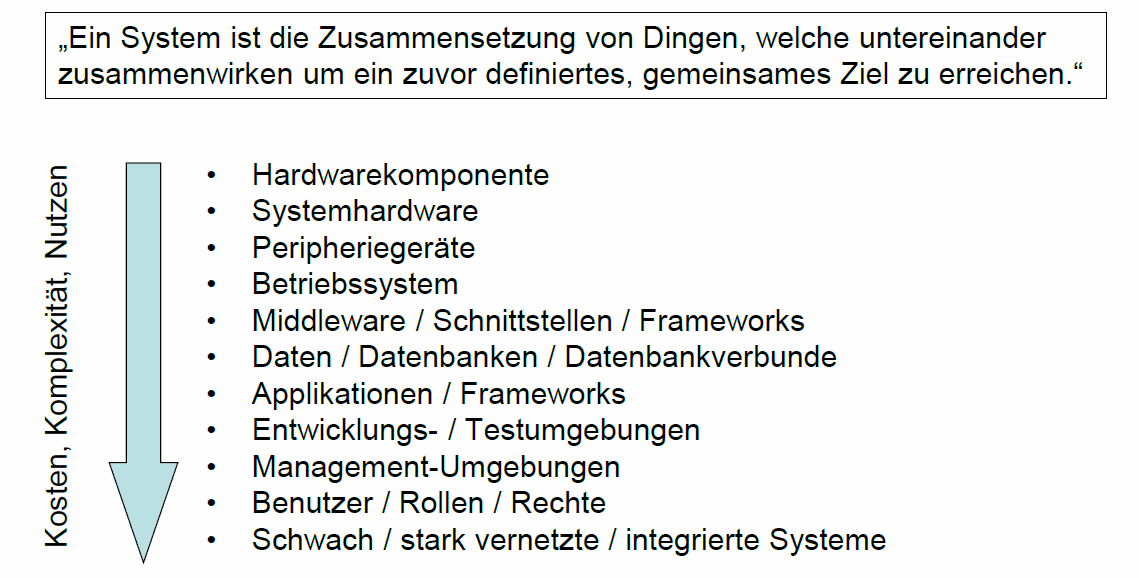 „Ein System ist die Zusammensetzung von Dingen, welche untereinander
zusammenwirken um ein zuvor definiertes, gemeinsames Ziel zu erreichen.“
Kosten, Komplexität, Nutzen
• Hardwarekomponente
• Systemhardware
• Peripheriegeräte
• Betriebssystem
• Middleware / Schnittstellen / Frameworks
• Daten / Datenbanken / Datenbankverbunde
• Applikationen / Frameworks
• Entwicklungs- / Testumgebungen
• Management-Umgebungen
• Benutzer / Rollen / Rechte
• Schwach / stark vernetzte / integrierte Systeme